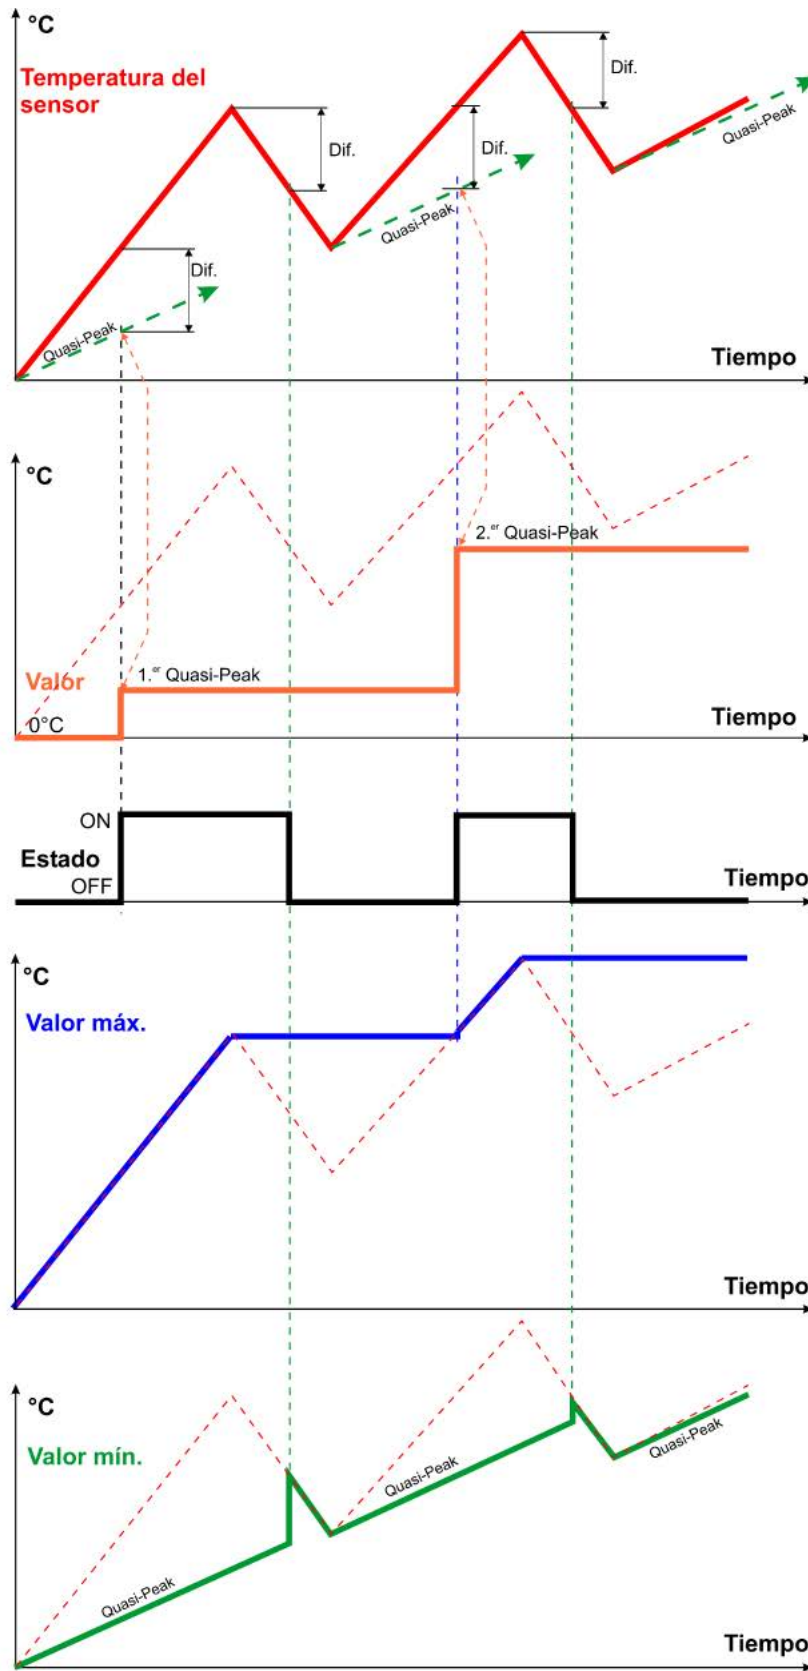 °C
Temperatura del
sensor
Dif.
Dif.
Dif.
Dif.
Quasi-Peak
Quasi-Peak
Quasi-Peak
Tiempo
°C
2.er Quasi-Peak
1.er Quasi-Peak
Valor
0°C
Tiempo
ON
Estado
OFF
Tiempo
°C
Valor máx.
Tiempo
°C
Valor mín.
Quasi-Peak
Quasi-Peak
Quasi-Peak
Tiempo